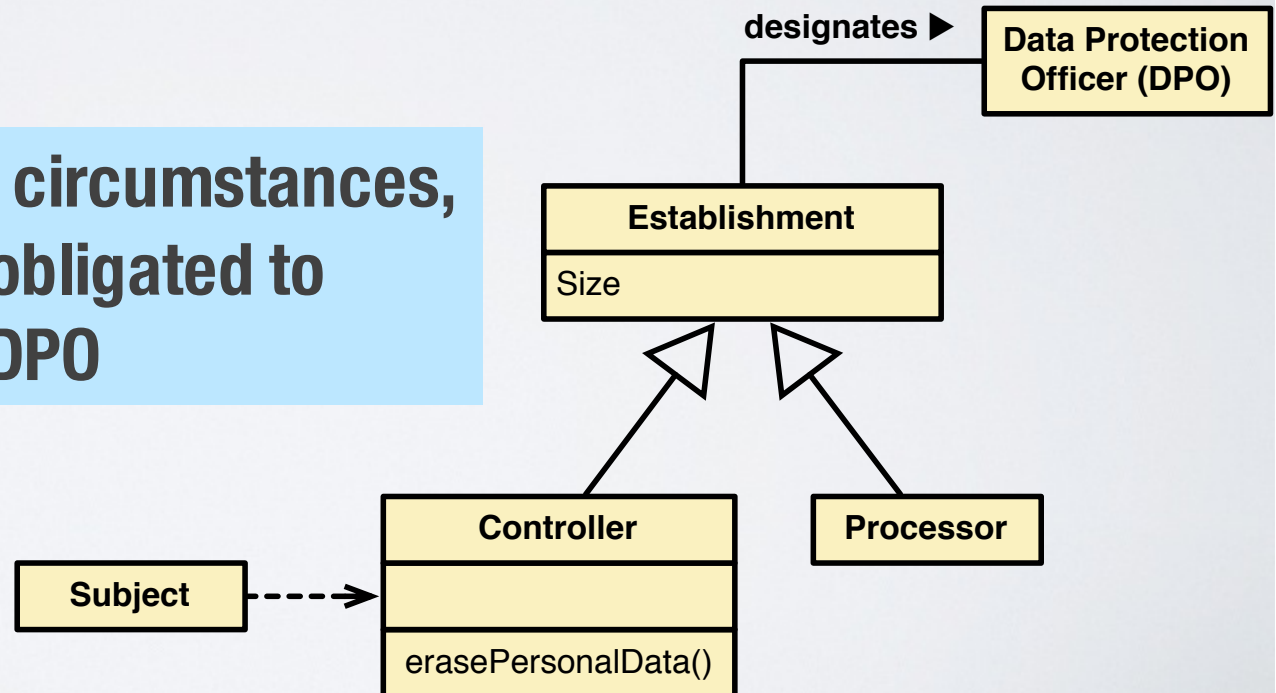 designates ▶
Data Protection
Officer (DPO)
circumstances,
obligated to
DPO
Establishment
Size
Controller
Processor
Subject
erasePersonalData()